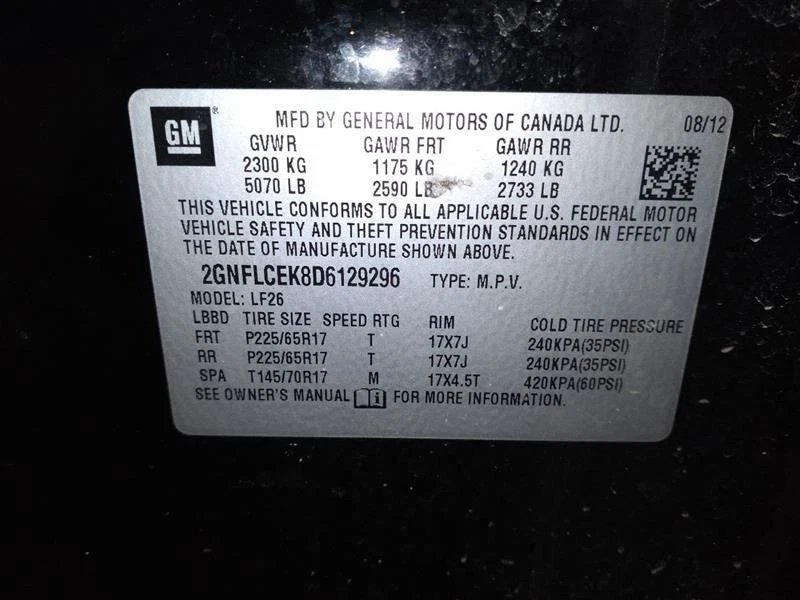 GM ® MFD BY GENERAL MOTORS OF CANADA LTD. 08/12
GVWR GAWR FRT GAWR RR
2300 KG 1175 KG 1240 KG
5070 LB 2590 LB 2733 LB
THIS VEHICLE CONFORMS TO ALL APPLICABLE U.S. FEDERAL MOTOR
VEHICLE SAFETY AND THEFT PREVENTION STANDARDS IN EFFECT ON
THE DATE OF MANUFACTURE SHOWN ABOVE.
2GNFLCEK8D6129296 TYPE: M.P.V.
MODEL: LF26
LBBD TIRE SIZE SPEED RTG RIM COLD TIRE PRESSURE
FRT P225/65R17 T 17X7J 240KPA(35PSI)
RR P225/65R17 T 17X7J 240KPA(35PSI)
SPA T145/70R17 M 17X4.5T 420KPA(60PSI)
SEE OWNER'S MANUAL i FOR MORE INFORMATION.